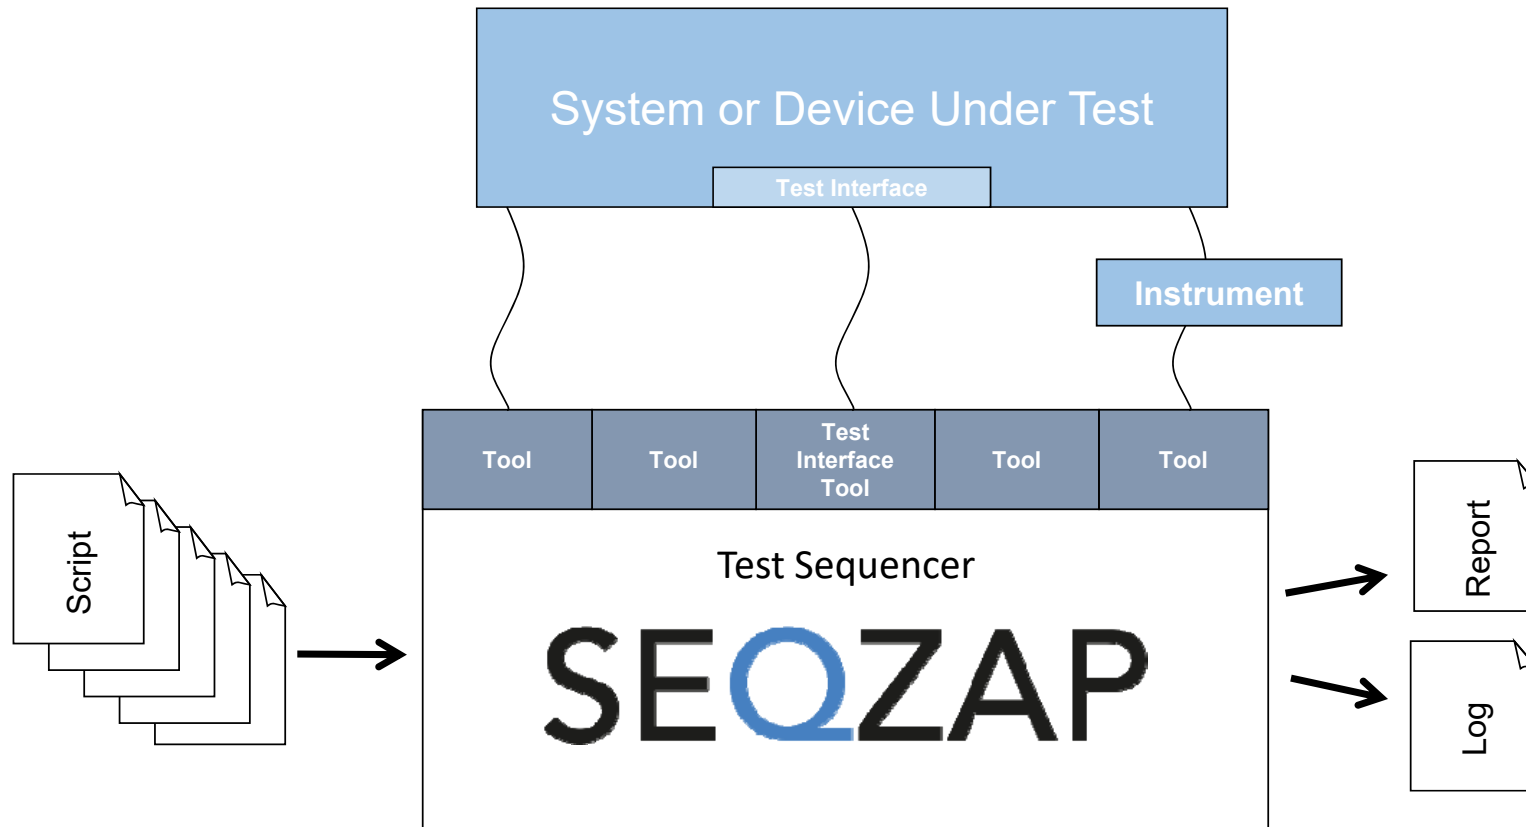 System or Device Under Test
Test Interface
Instrument
Tool
Tool
Test
Interface
Tool
Tool
Tool
Script
Test Sequencer
SEQZAP
Report
Log